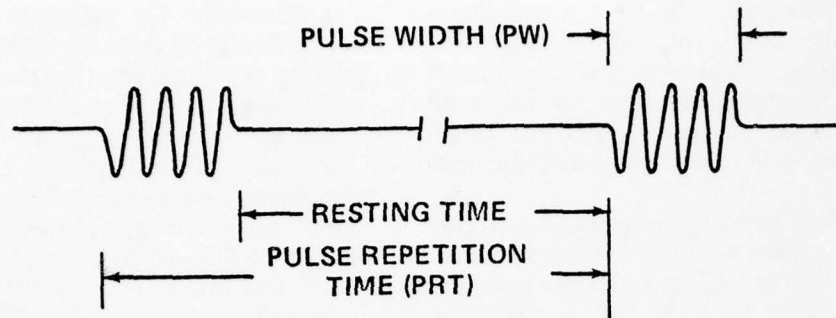 PULSE WIDTH (PW)
RESTING TIME
PULSE REPETITION
TIME (PRT)